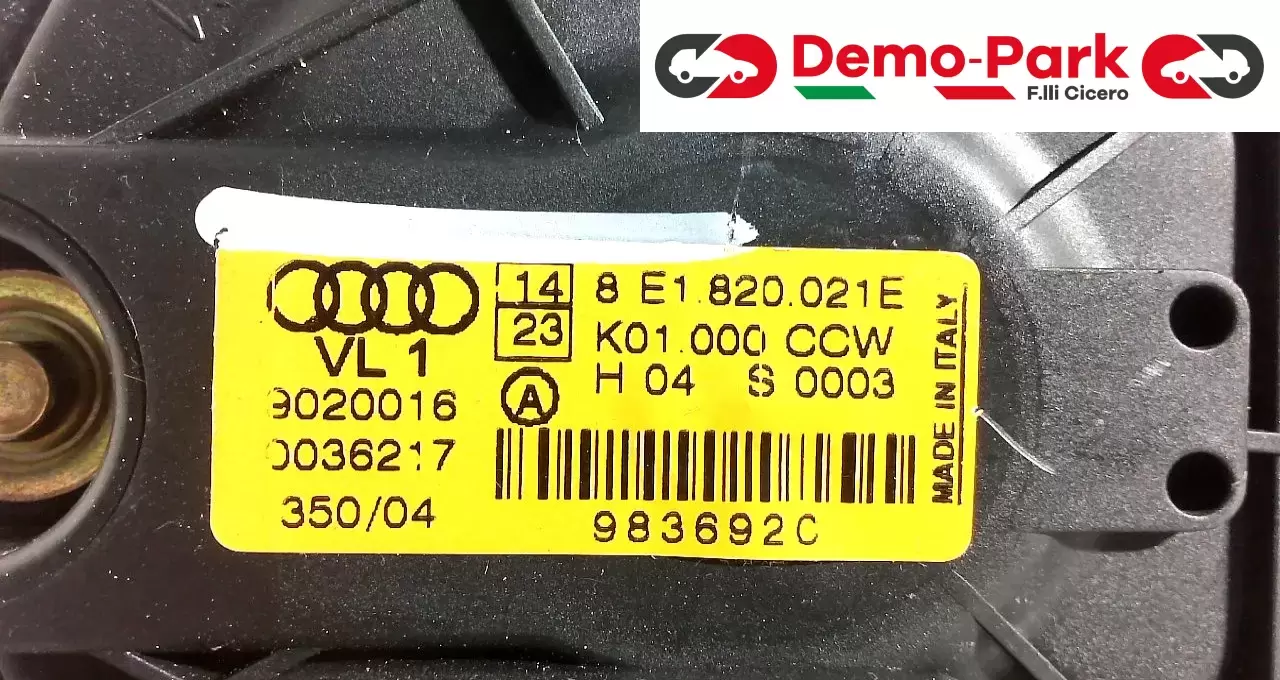 Demo-Park
F.lli Cicero
VL 1
9020016
0036217
350/04
14
23
A
8 E1.820.021E
K01.000 CCW
H 04 S 0003
983692C
MADE IN ITALY